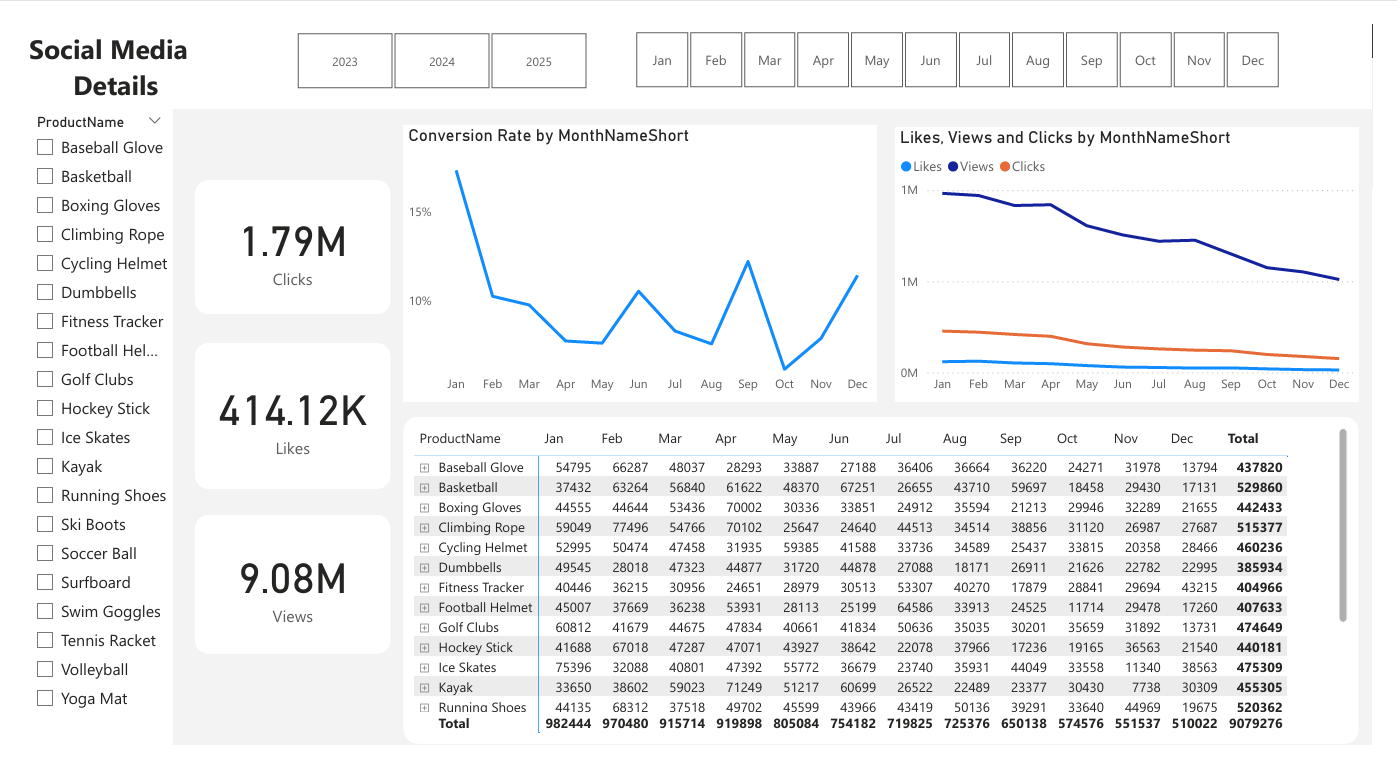 Social Media
Details
2023 2024 2025
Jan Feb Mar Apr May Jun Jul Aug Sep Oct Nov Dec
ProductName
Baseball Glove
Basketball
Boxing Gloves
Climbing Rope
Cycling Helmet
Dumbbells
Fitness Tracker
Football Hel...
Golf Clubs
Hockey Stick
Ice Skates
Kayak
Running Shoes
Ski Boots
Soccer Ball
Surfboard
Swim Goggles
Tennis Racket
Volleyball
Yoga Mat
1.79M
Clicks
414.12K
Likes
9.08M
Views
Conversion Rate by MonthNameShort
15%
10%
Jan Feb Mar Apr May Jun Jul Aug Sep Oct Nov Dec
Likes, Views and Clicks by MonthNameShort
Likes Views Clicks
1M
1M
0M
Jan Feb Mar Apr May Jun Jul Aug Sep Oct Nov Dec
ProductName Jan Feb Mar Apr May Jun Jul Aug Sep Oct Nov Dec Total
Baseball Glove 54795 66287 48037 28293 33887 27188 36406 36664 36220 24271 31978 13794 437820
Basketball 37432 63264 56840 61622 48370 67251 26655 43710 59697 18458 29430 17131 529860
Boxing Gloves 44555 44644 53436 70002 30336 33851 24912 35594 21213 29946 32289 21655 442433
Climbing Rope 59049 77496 54766 70102 25647 24640 44513 34514 38856 31120 26987 27687 515377
Cycling Helmet 52995 50474 47458 31935 59385 41588 33736 34589 25437 33815 20358 28466 460236
Dumbbells 49545 28018 47323 44877 31720 44878 27088 18171 26911 21626 22782 22995 385934
Fitness Tracker 40446 36215 30956 24651 28979 30513 53307 40270 17879 28841 29694 43215 404966
Football Helmet 45007 37669 36238 53931 28113 25199 64586 33913 24525 11714 29478 17260 407633
Golf Clubs 60812 41679 44675 47834 40661 41834 50636 35035 30201 35659 31892 13731 474649
Hockey Stick 41688 67018 47287 47071 43927 38642 22078 37966 17236 19165 36563 21540 440181
Ice Skates 75396 32088 40801 47392 55772 36679 23740 35931 44049 33558 11340 38563 475309
Kayak 33650 38602 59023 71249 51217 60699 26522 22489 23377 30430 7738 30309 455305
Running Shoes 44135 68312 37518 49702 45599 43966 43419 50136 39291 33640 44969 19675 520362
Total 982444 970480 915714 919898 805084 754182 719825 725376 650138 574576 551537 510022 9079276